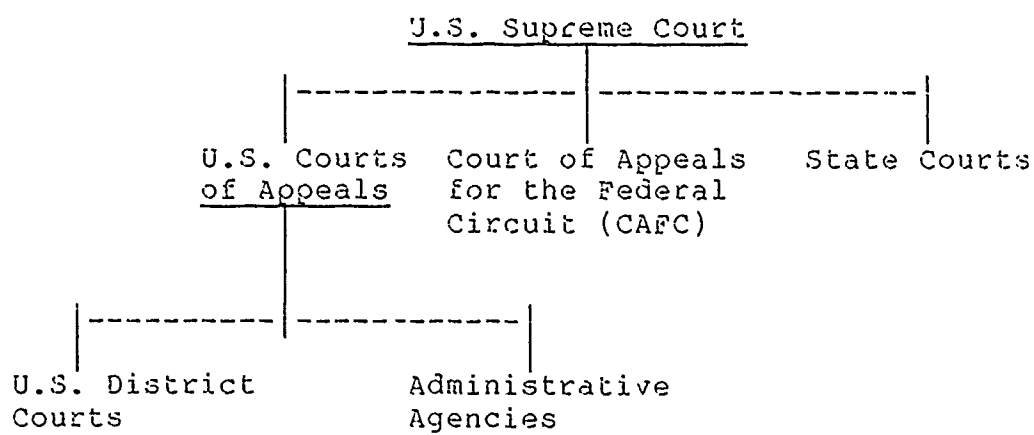 U.S. Supreme Court
U.S. Courts
of Appeals
Court of Appeals
for the Federal
Circuit (CAFC)
State Courts
U.S. District
Courts
Administrative
Agencies